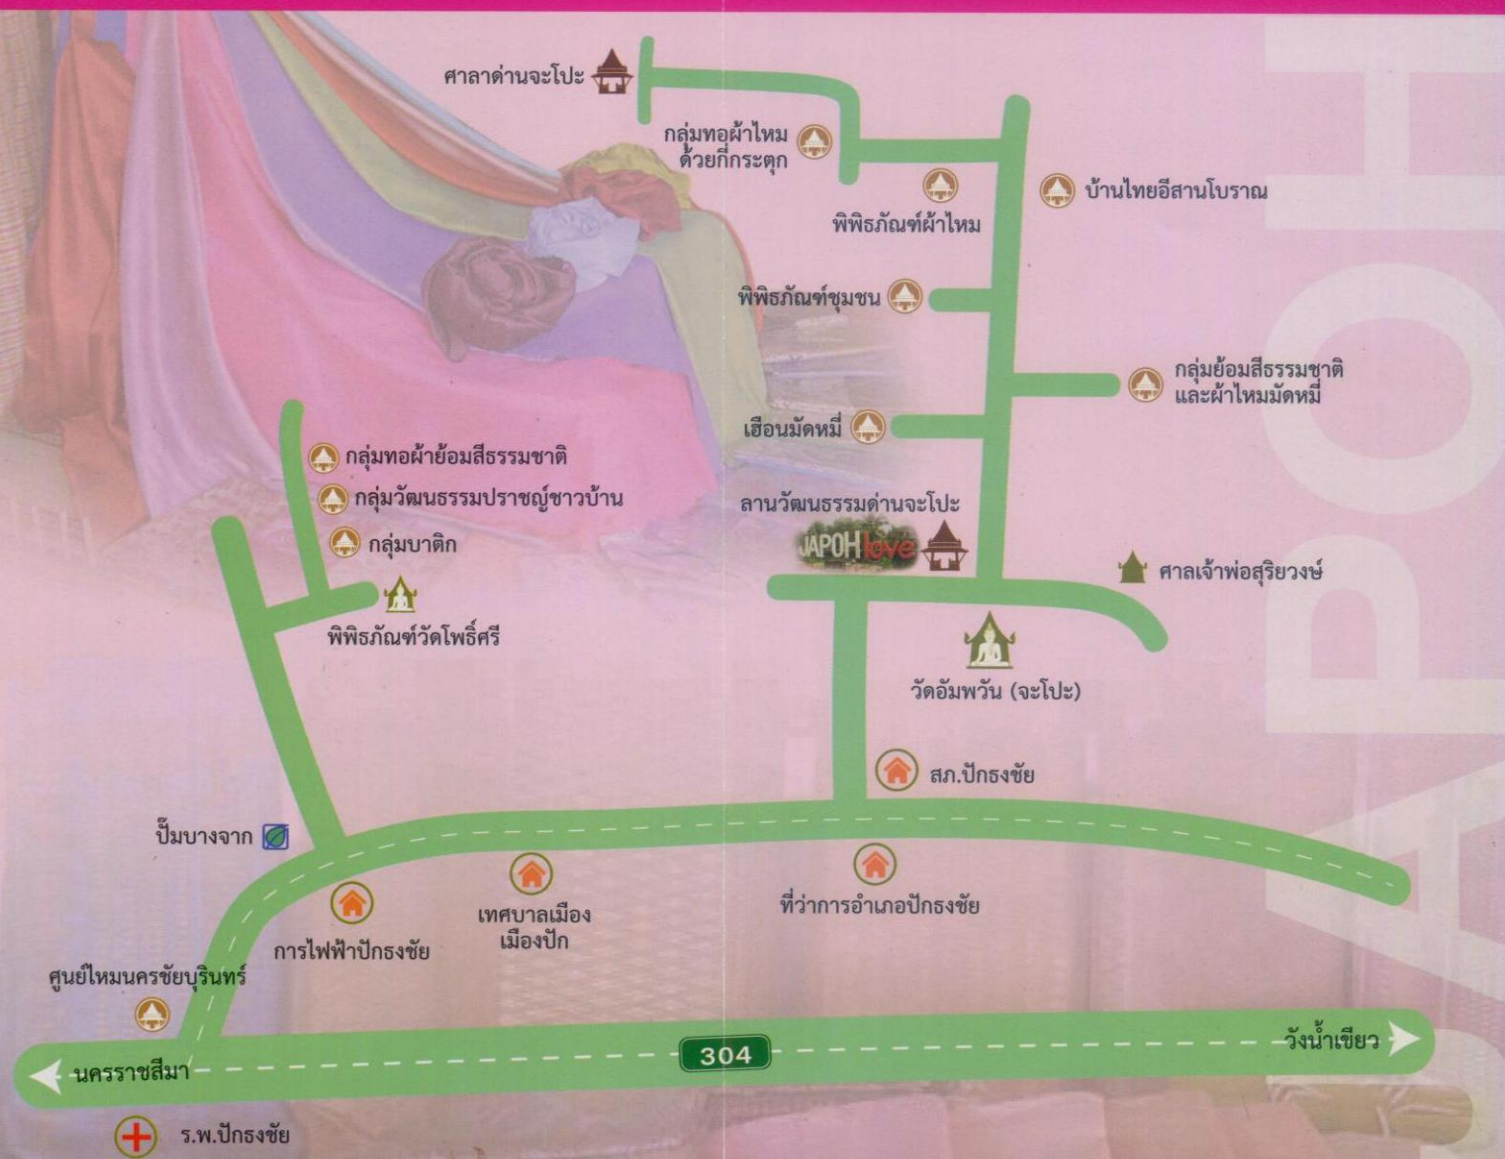 ศาลาด่านจะโปะ
กลุ่มทอผ้าไหม
ด้วยกี่กระตุก
บ้านไทยอีสานโบราณ
พิพิธภัณฑ์ผ้าไหม
พิพิธภัณฑ์ชุมชน
กลุ่มย้อมสีธรรมชาติ
และผ้าไหมมัดหมี่
เฮือนมัดหมี่
กลุ่มทอผ้าย้อมสีธรรมชาติ
กลุ่มวัฒนธรรมปราชญ์ชาวบ้าน
กลุ่มบาติก
ลานวัฒนธรรมด่านจะโปะ
JAPOH love
ศาลเจ้าพ่อสุริยวงษ์
พิพิธภัณฑ์วัดโพธิ์ศรี
วัดอัมพวัน (จะโปะ)
สภ.ปักธงชัย
ปั๊มบางจาก
ที่ว่าการอำเภอปักธงชัย
เทศบาลเมือง
เมืองปัก
การไฟฟ้าปักธงชัย
ศูนย์ไหมนครชัยบุรินทร์
วังน้ำเขียว
304
นครราชสีมา
ร.พ.ปักธงชัย
JAPOH